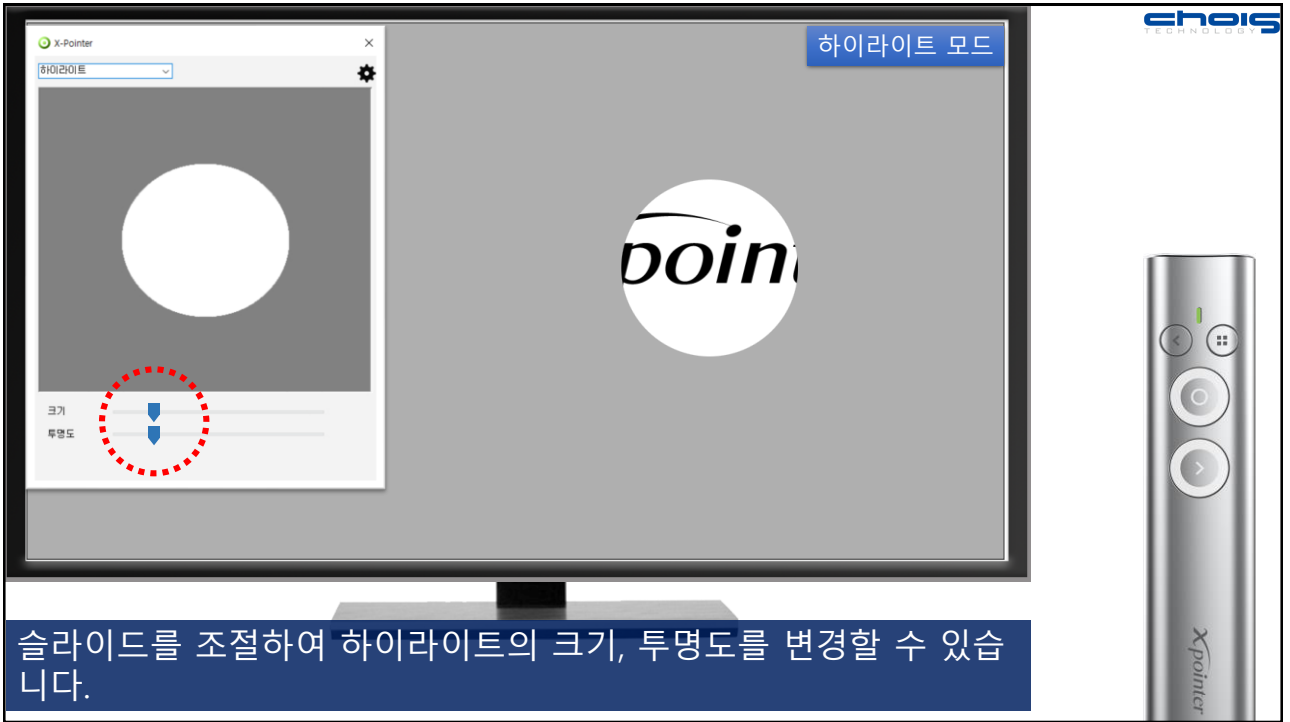 X-Pointer
하이라이트
하이라이트 모드
chois
TECHNOLOGY
point
크기
투명도
슬라이드를 조절하여 하이라이트의 크기, 투명도를 변경할 수 있습
니다.
Xpointer